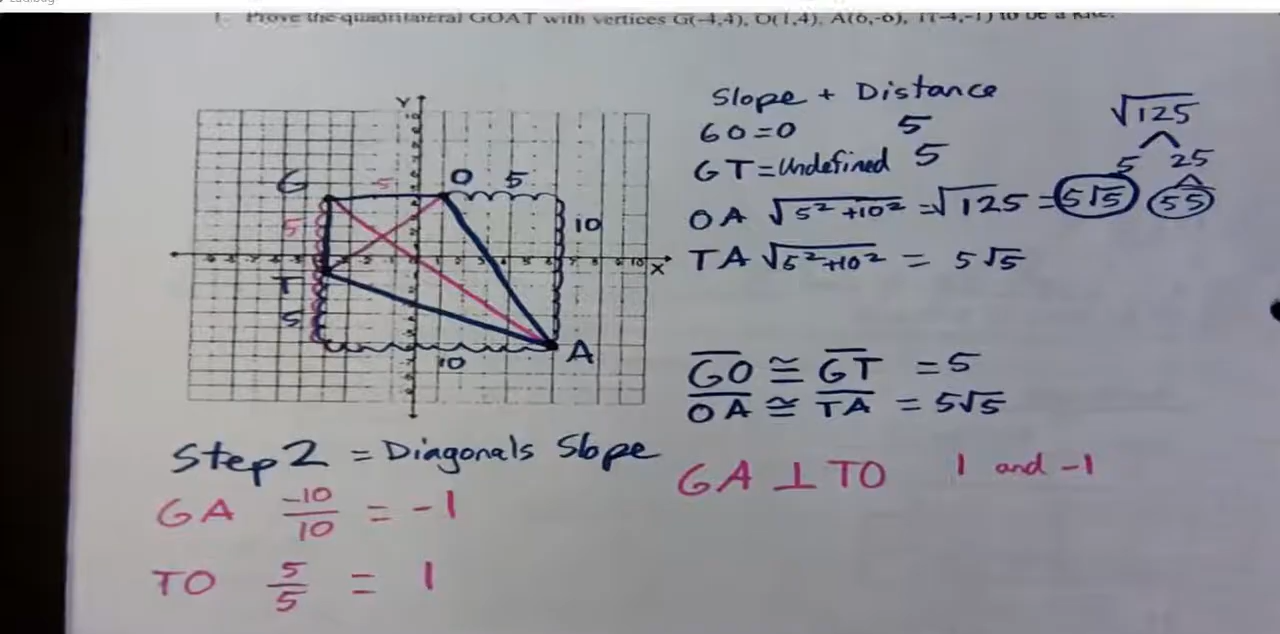 Prove the quadrilateral GOAT with vertices G(-4,4), O(1,4), A(6,-6), T(-4,-1) to be a kite.
Y
G 5 O 5
5 10
X
T
5
10 A
Slope + Distance
GO=0 5
GT=Undefined 5
OA √5²+10² =√125 =5√5
TA √5²+10² = 5√5
√125
5 25
55
GO ≅ GT = 5
OA ≅ TA = 5√5
Step 2 = Diagonals Slope
GA -10/10 = -1
TO 5/5 = 1
GA ⊥ TO 1 and -1